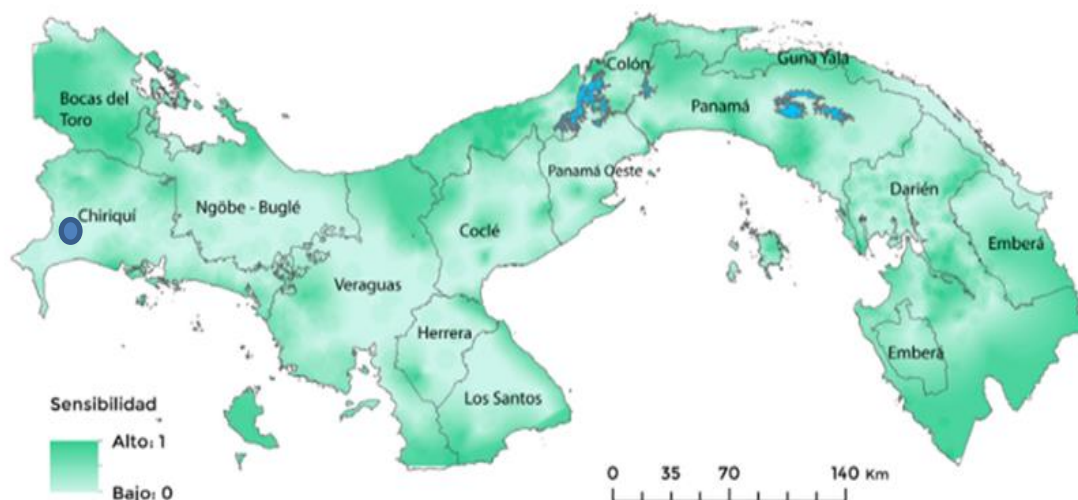 Bocas del
Toro
Chiriquí
Ngöbe - Buglé
Veraguas
Herrera
Los Santos
Coclé
Panamá Oeste
Colón
Panamá
Guna Yala
Darién
Emberá
Emberá
Sensibilidad
Alto: 1
Bajo: 0
0 35 70 140 Km